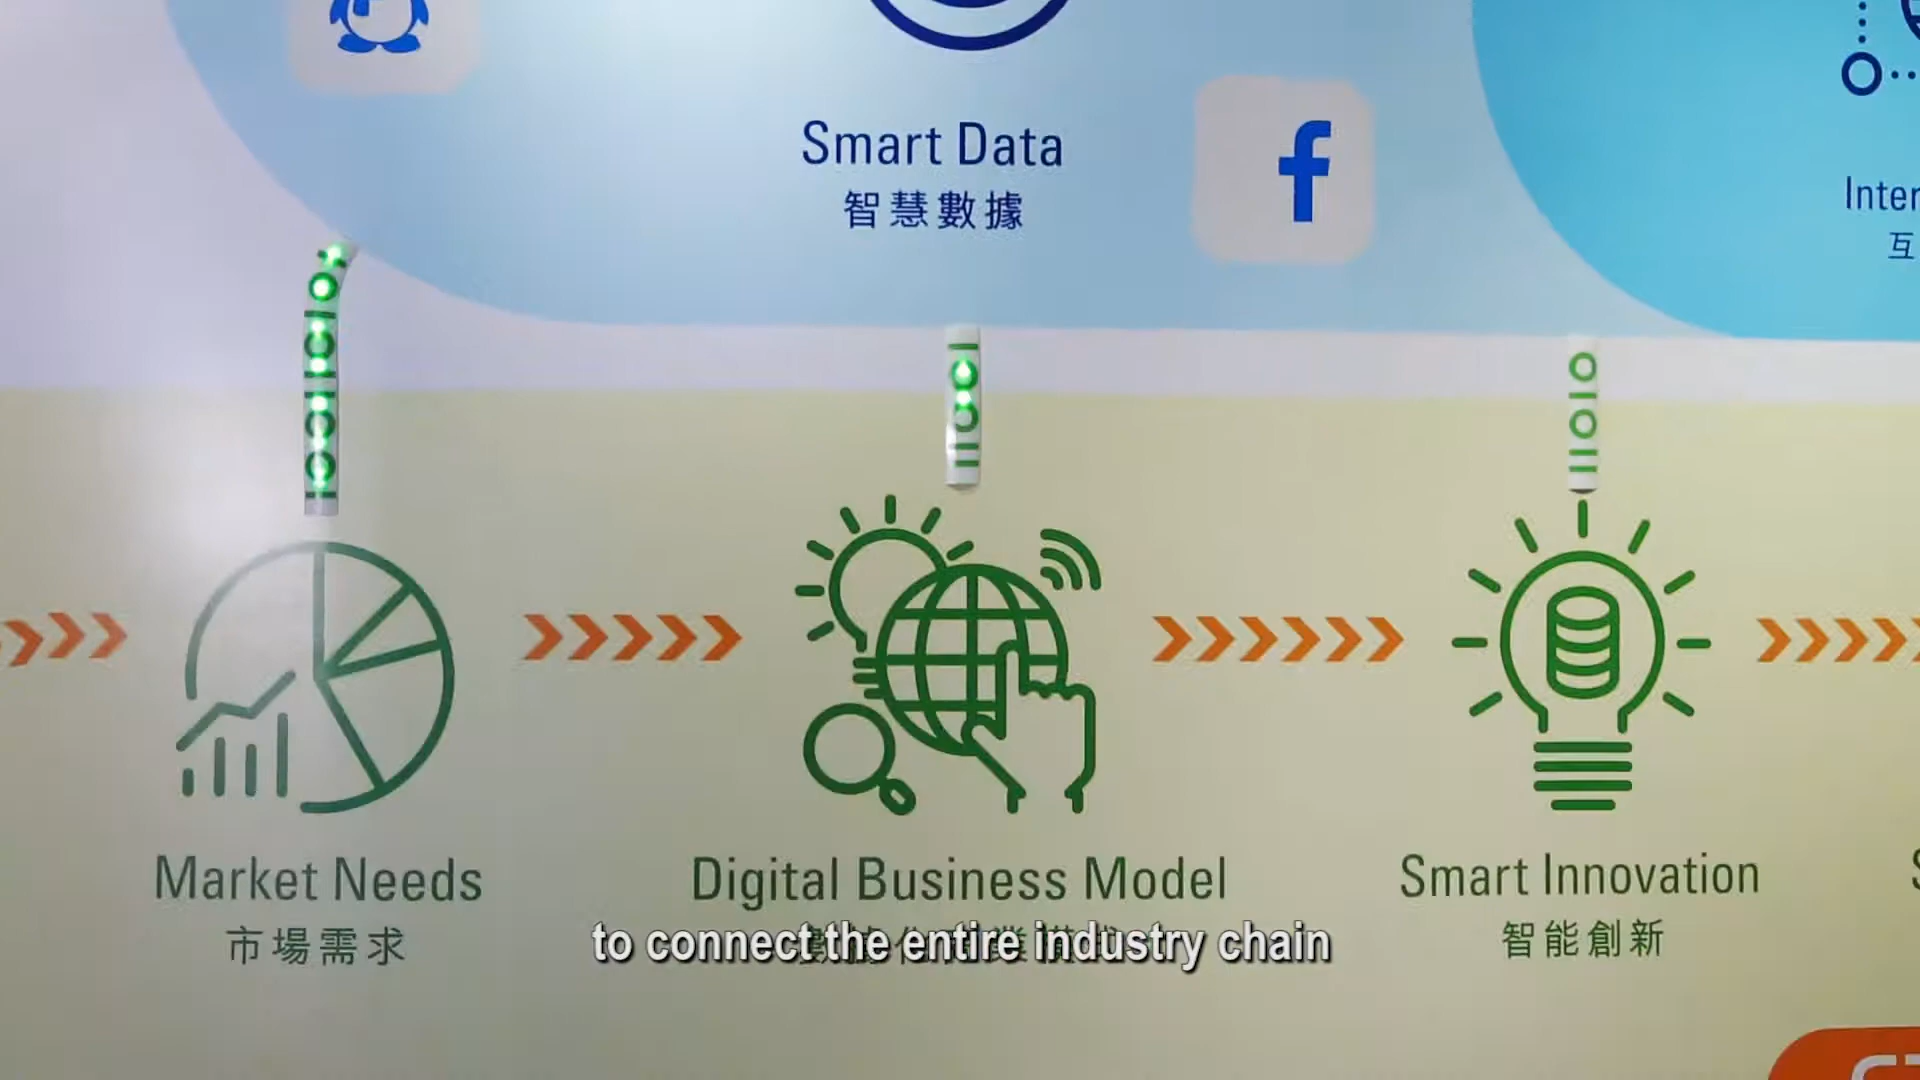 Smart Data
智慧數據
f
Market Needs
市場需求
Digital Business Model
Smart Innovation
智能創新
to connect the entire industry chain